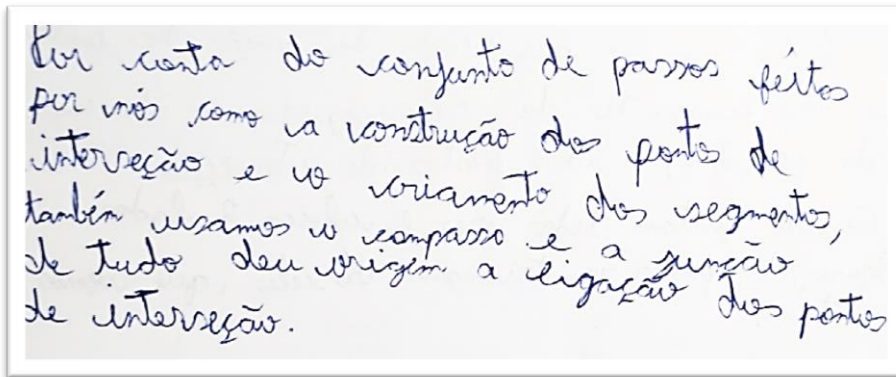 Por conta do conjunto de passos feitos
por nós como a construção dos pontos de
interseção e o criamento dos segmentos,
também usamos o compasso e a junção
de tudo deu origem a ligação dos pontos
de interseção.